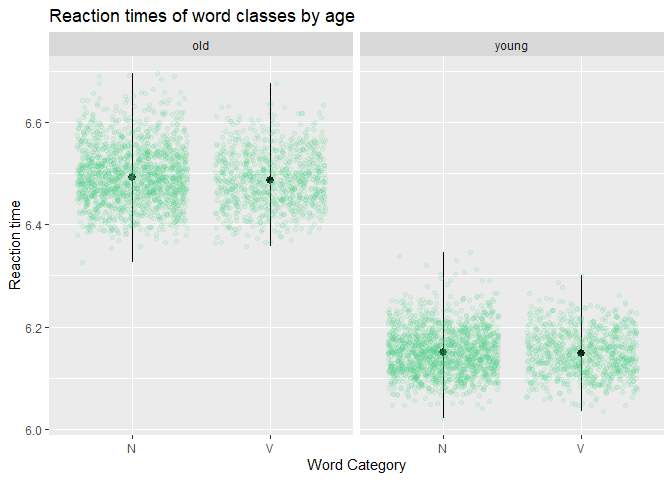 Reaction times of word classes by age
old
young
Reaction time
6.6
6.4
6.2
6.0
N
V
N
V
Word Category